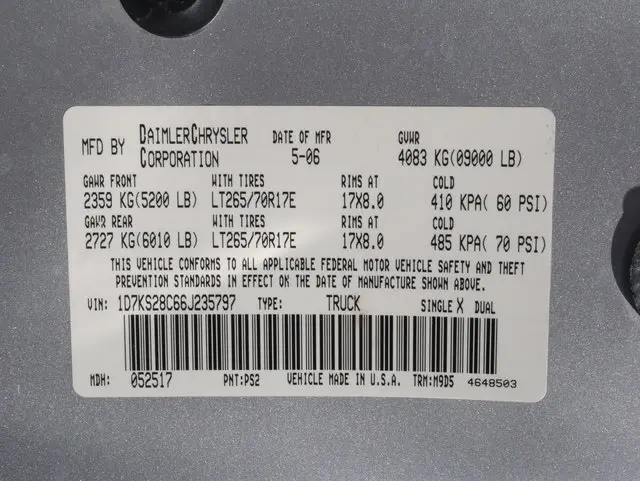 MFD BY DAIMLERCHRYSLER CORPORATION DATE OF MFR 5-06 GVWR 4083 KG(09000 LB)
GAWR FRONT WITH TIRES RIMS AT COLD
2359 KG(5200 LB) LT265/70R17E 17X8.0 410 KPA( 60 PSI)
GAWR REAR WITH TIRES RIMS AT COLD
2727 KG(6010 LB) LT265/70R17E 17X8.0 485 KPA( 70 PSI)
THIS VEHICLE CONFORMS TO ALL APPLICABLE FEDERAL MOTOR VEHICLE SAFETY AND THEFT
PREVENTION STANDARDS IN EFFECT ON THE DATE OF MANUFACTURE SHOWN ABOVE.
VIN: 1D7KS28C66J235797 TYPE: TRUCK SINGLE X DUAL
MDH: 052517 PNT:PS2 VEHICLE MADE IN U.S.A. TRM:M9D5 4648503